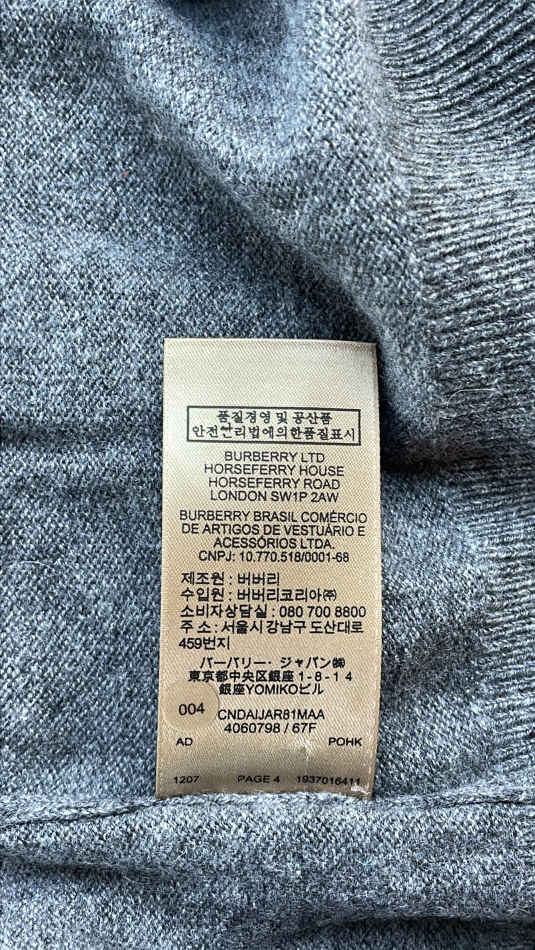 품질경영 및 공산품
안전관리법에의한품질표시
BURBERRY LTD
HORSEFERRY HOUSE
HORSEFERRY ROAD
LONDON SW1P 2AW
BURBERRY BRASIL COMÉRCIO
DE ARTIGOS DE VESTUÁRIO E
ACESSÓRIOS LTDA.
CNPJ: 10.770.518/0001-68
제조원 : 버버리
수입원 : 버버리코리아㈜
소비자상담실 : 080 700 8800
주 소 : 서울시 강남구 도산대로
459번지
バーバリー・ジャパン㈱
東京都中央区銀座 1 - 8 - 1 4
銀座YOMIKOビル
004
CNDAIJAR81MAA
4060798 / 67F
AD POHK
1207 PAGE 4 1937016411